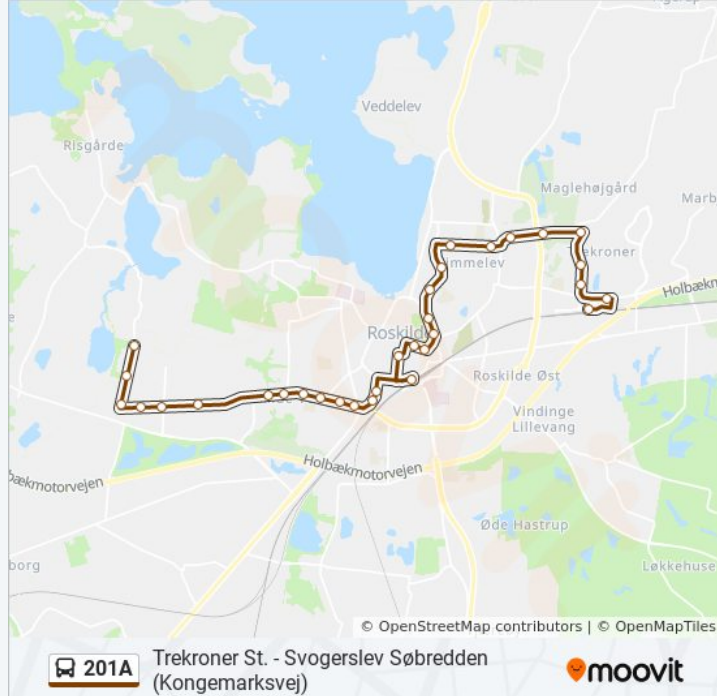 Veddelev
Risgårde
Maglehøjgård
Marb
mmelev
ekroner
Holbækm
Roskild
Roskilde Øst
Vindinge
Lillevang
Holbækmotorvejen
bækmotorvejen
Øde Hastrup
borg
Løkkehuse
© OpenStreetMap contributors | © OpenMapTiles
201A
Trekroner St. - Svogerslev Søbredden
(Kongemarksvej)
moovit